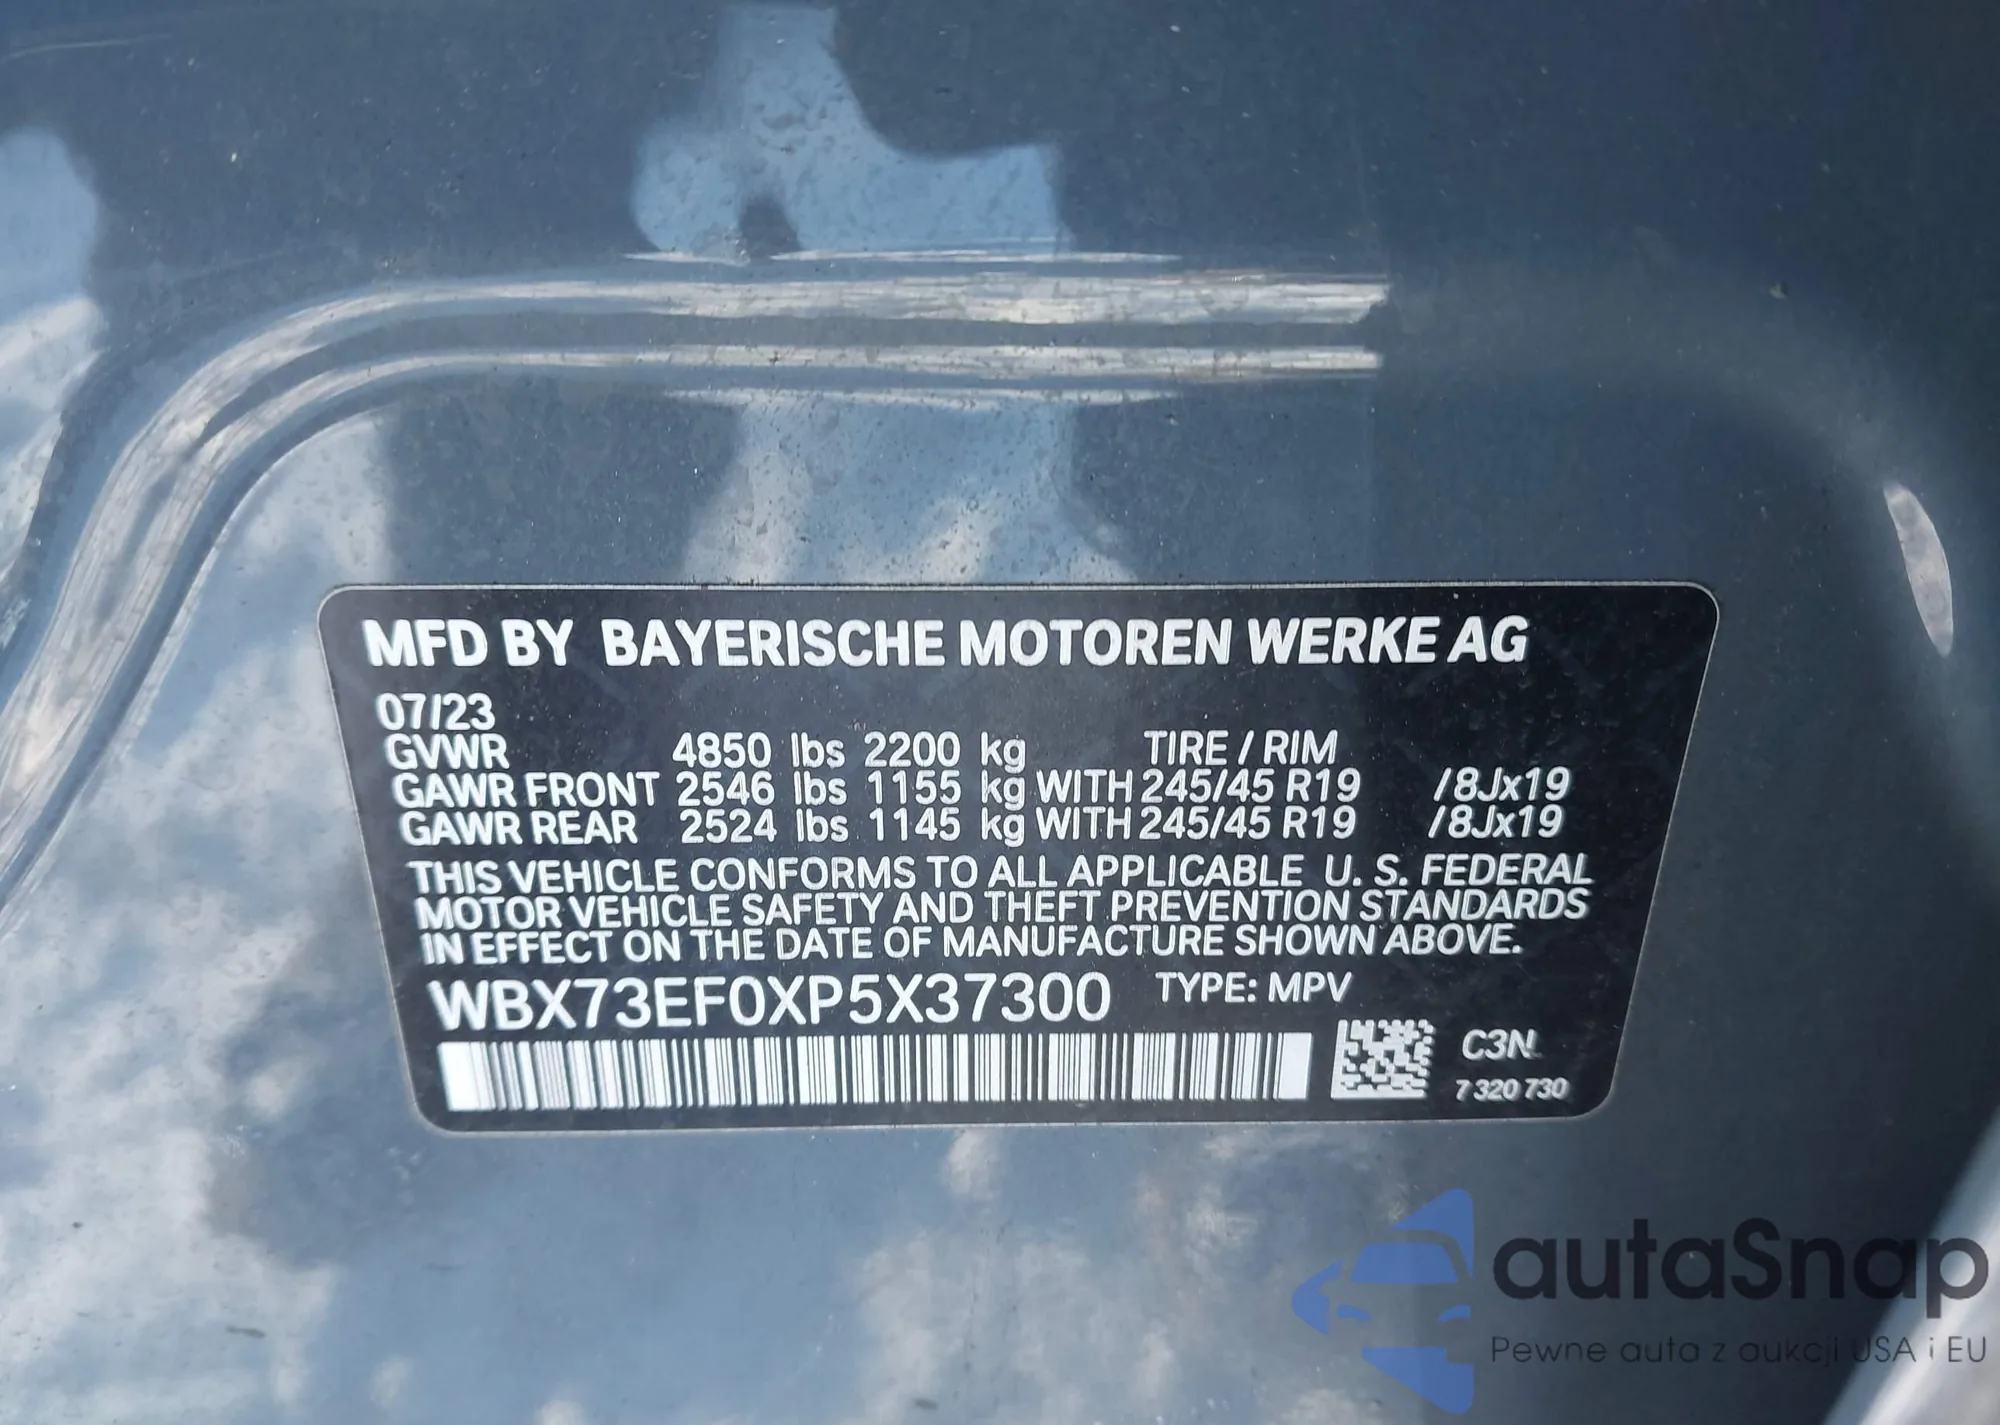 MFD BY BAYERISCHE MOTOREN WERKE AG
07/23
GVWR 4850 lbs 2200 kg TIRE / RIM
GAWR FRONT 2546 lbs 1155 kg WITH 245/45 R19 /8Jx19
GAWR REAR 2524 lbs 1145 kg WITH 245/45 R19 /8Jx19
THIS VEHICLE CONFORMS TO ALL APPLICABLE U. S. FEDERAL
MOTOR VEHICLE SAFETY AND THEFT PREVENTION STANDARDS
IN EFFECT ON THE DATE OF MANUFACTURE SHOWN ABOVE.
WBX73EF0XP5X37300 TYPE: MPV
C3N
7 320 730
autaSnap
Pewne auta z aukcji USA i EU